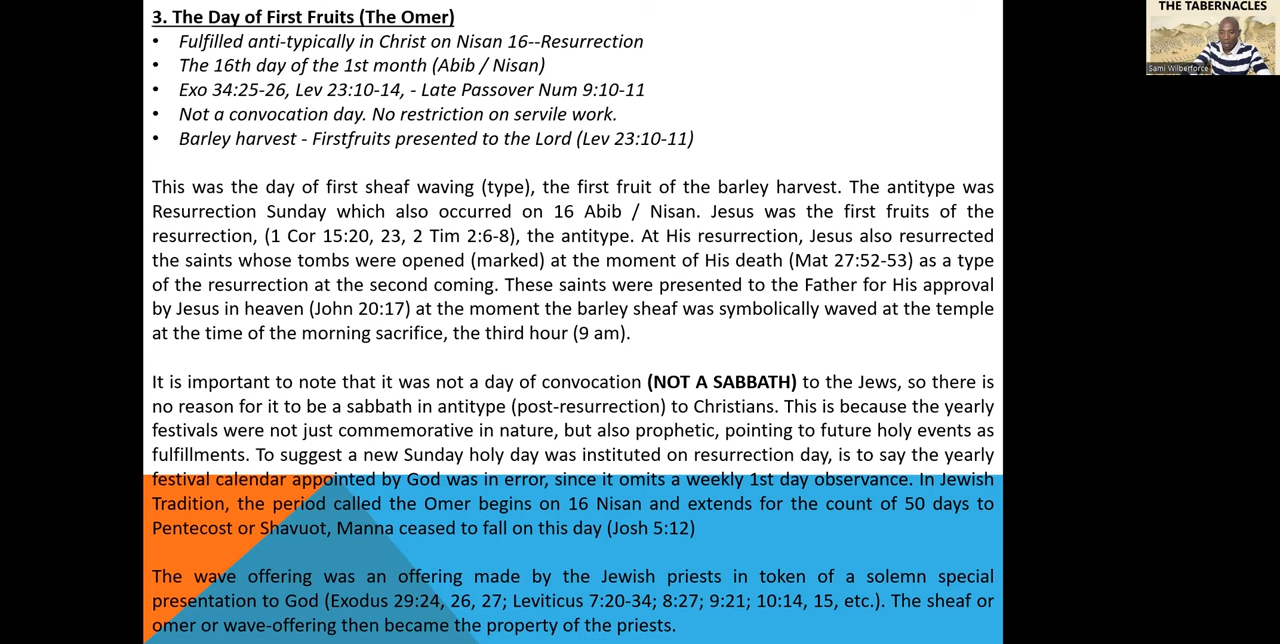 3. The Day of First Fruits (The Omer)
• Fulfilled anti-typically in Christ on Nisan 16--Resurrection
• The 16th day of the 1st month (Abib / Nisan)
• Exo 34:25-26, Lev 23:10-14, - Late Passover Num 9:10-11
• Not a convocation day. No restriction on servile work.
• Barley harvest - Firstfruits presented to the Lord (Lev 23:10-11)
This was the day of first sheaf waving (type), the first fruit of the barley harvest. The antitype was
Resurrection Sunday which also occurred on 16 Abib / Nisan. Jesus was the first fruits of the
resurrection, (1 Cor 15:20, 23, 2 Tim 2:6-8), the antitype. At His resurrection, Jesus also resurrected
the saints whose tombs were opened (marked) at the moment of His death (Mat 27:52-53) as a type
of the resurrection at the second coming. These saints were presented to the Father for His approval
by Jesus in heaven (John 20:17) at the moment the barley sheaf was symbolically waved at the temple
at the time of the morning sacrifice, the third hour (9 am).
It is important to note that it was not a day of convocation (NOT A SABBATH) to the Jews, so there is
no reason for it to be a sabbath in antitype (post-resurrection) to Christians. This is because the yearly
festivals were not just commemorative in nature, but also prophetic, pointing to future holy events as
fulfillments. To suggest a new Sunday holy day was instituted on resurrection day, is to say the yearly
festival calendar appointed by God was in error, since it omits a weekly 1st day observance. In Jewish
Tradition, the period called the Omer begins on 16 Nisan and extends for the count of 50 days to
Pentecost or Shavuot, Manna ceased to fall on this day (Josh 5:12)
The wave offering was an offering made by the Jewish priests in token of a solemn special
presentation to God (Exodus 29:24, 26, 27; Leviticus 7:20-34; 8:27; 9:21; 10:14, 15, etc.). The sheaf or
omer or wave-offering then became the property of the priests.
THE TABERNACLES
Sami Wilberforce